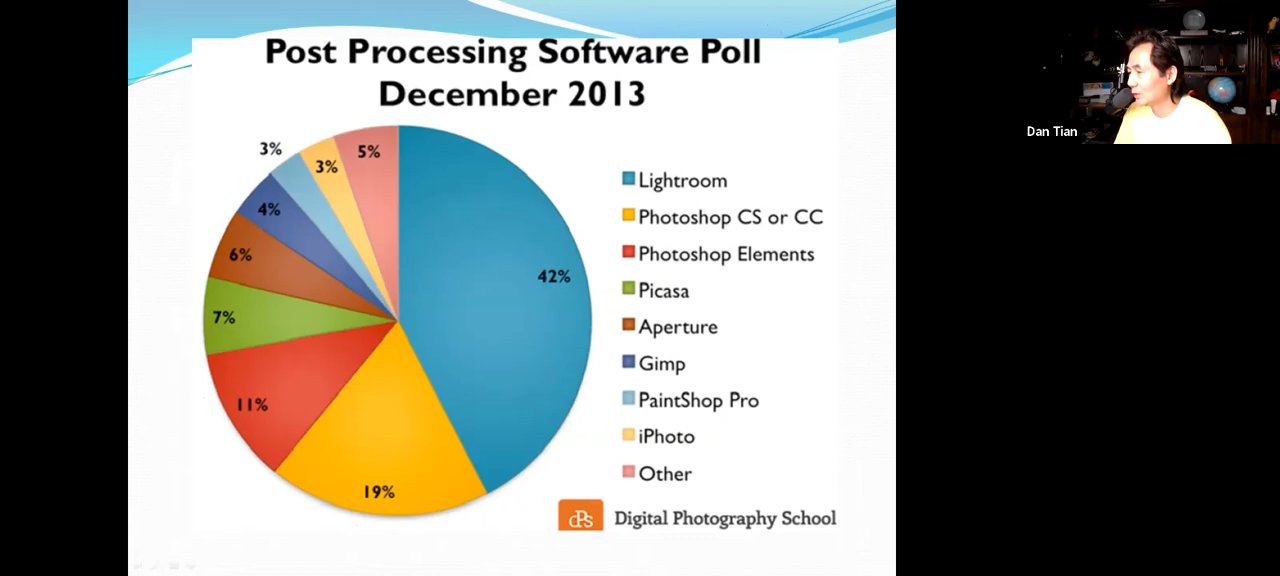 Post Processing Software Poll
December 2013
3%
3%
5%
4%
6%
7%
11%
19%
42%
Lightroom
Photoshop CS or CC
Photoshop Elements
Picasa
Aperture
Gimp
PaintShop Pro
iPhoto
Other
dPs
Digital Photography School
Dan Tian